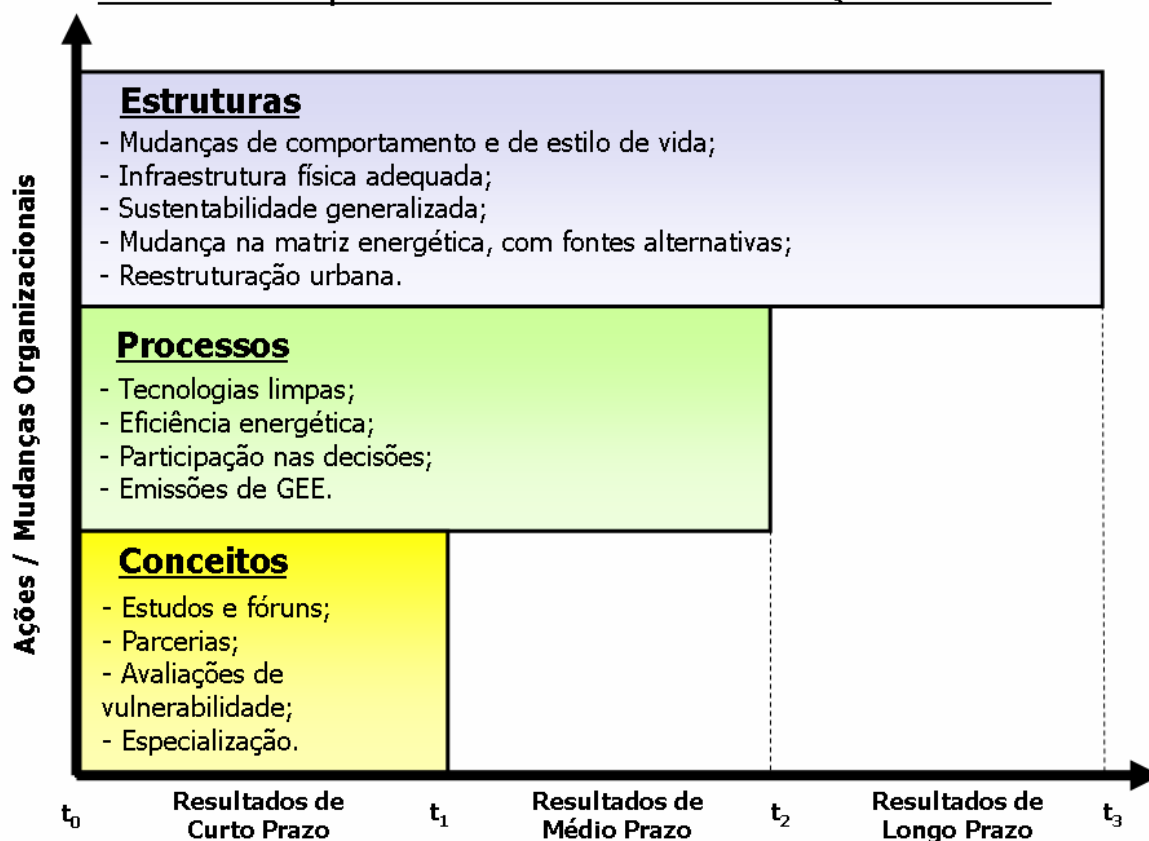 Ações / Mudanças Organizacionais
Estruturas
- Mudanças de comportamento e de estilo de vida;
- Infraestrutura física adequada;
- Sustentabilidade generalizada;
- Mudança na matriz energética, com fontes alternativas;
- Reestruturação urbana.
Processos
- Tecnologias limpas;
- Eficiência energética;
- Participação nas decisões;
- Emissões de GEE.
Conceitos
- Estudos e fóruns;
- Parcerias;
- Avaliações de
vulnerabilidade;
- Especialização.
t0 Resultados de Curto Prazo t1 Resultados de Médio Prazo t2 Resultados de Longo Prazo t3